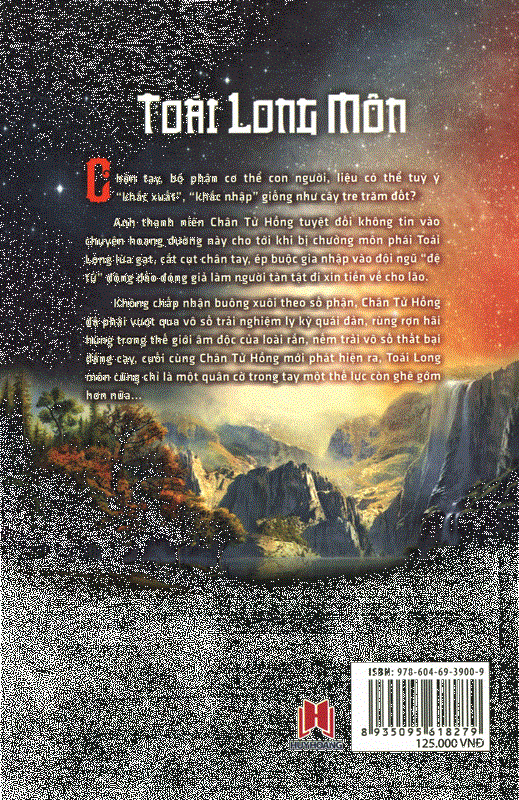 Toái Long Môn
Chân tay, bộ phận cơ thể con người, liệu có thể tuỳ ý
“khắc xuất”, “khắc nhập” giống như cây tre trăm đốt?
Anh thanh niên Chân Tử Hồng tuyệt đối không tin vào
chuyện hoang đường này cho tới khi bị chưởng môn phái Toái
Long lừa gạt, cắt cụt chân tay, ép buộc gia nhập vào đội ngũ “đệ
tử” đông đảo đóng giả làm người tàn tật đi xin tiền về cho lão.
Không chấp nhận buông xuôi theo số phận, Chân Tử Hồng
đã phải vượt qua vô số trải nghiệm ly kỳ quái đản, rùng rợn hãi
hùng trong thế giới âm độc của loài rắn, nếm trải vô số thất bại
đắng cay, cuối cùng Chân Tử Hồng mới phát hiện ra, Toái Long
môn cũng chỉ là một quân cờ trong tay một thế lực còn ghê gớm
hơn nữa...
ISBN: 978-604-69-3900-9
HUYHOANG
8 935095 618279
125.000 VNĐ